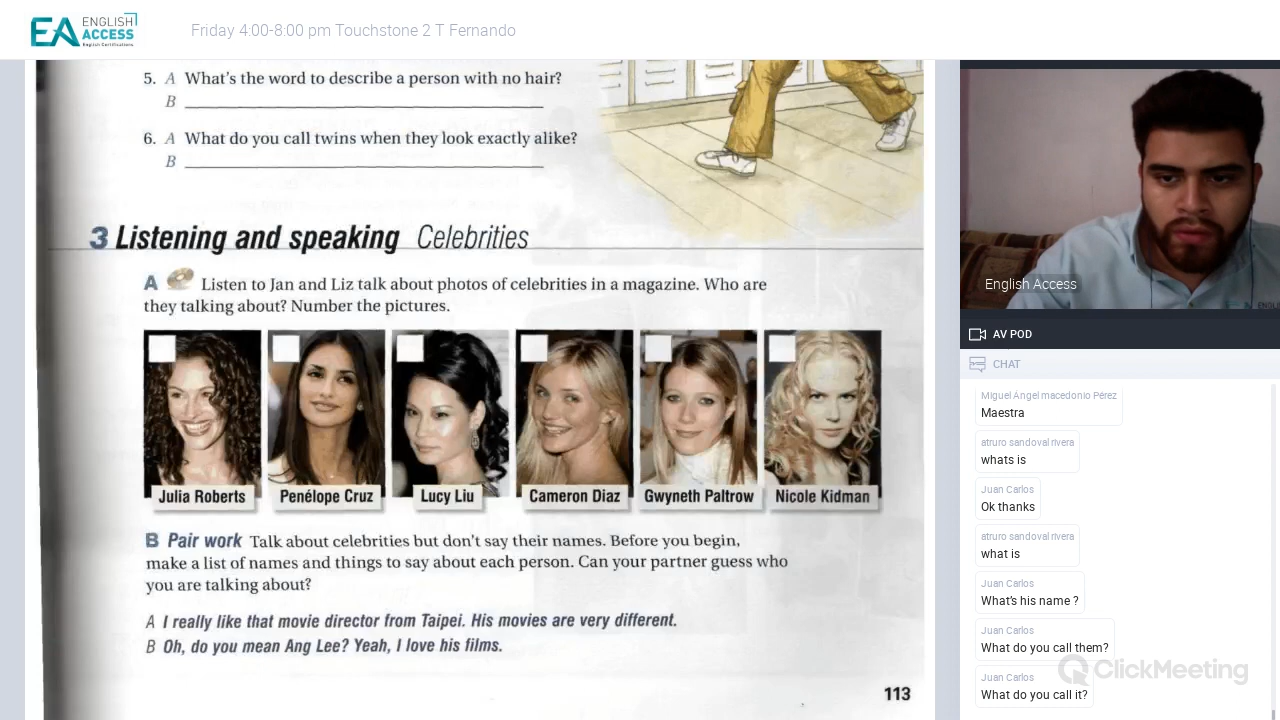 EA ENGLISH ACCESS
English Certifications
Friday 4:00-8:00 pm Touchstone 2 T Fernando
5. A What's the word to describe a person with no hair?
B
6. A What do you call twins when they look exactly alike?
B
3 Listening and speaking Celebrities
A Listen to Jan and Liz talk about photos of celebrities in a magazine. Who are
they talking about? Number the pictures.
Julia Roberts Penélope Cruz Lucy Liu Cameron Diaz Gwyneth Paltrow Nicole Kidman
B Pair work Talk about celebrities but don't say their names. Before you begin,
make a list of names and things to say about each person. Can your partner guess who
you are talking about?
A I really like that movie director from Taipei. His movies are very different.
B Oh, do you mean Ang Lee? Yeah, I love his films.
113
English Access
AV POD
CHAT
Miguel Ángel macedonio Pérez
Maestra
atruro sandoval rivera
whats is
Juan Carlos
Ok thanks
atruro sandoval rivera
what is
Juan Carlos
What's his name ?
Juan Carlos
What do you call them?
Juan Carlos
What do you call it?
ClickMeeting